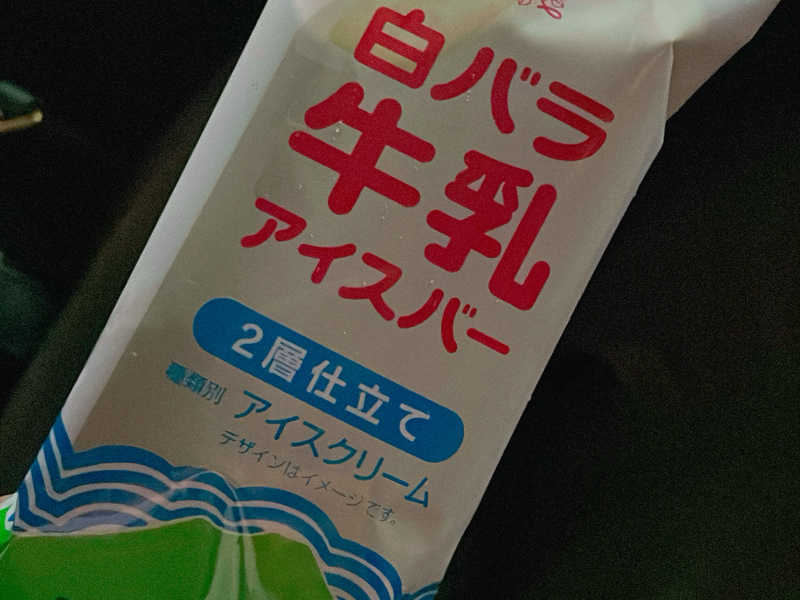 白バラ
牛乳
アイスバー
2層仕立て
種類別 アイスクリーム
デザインはイメージです。